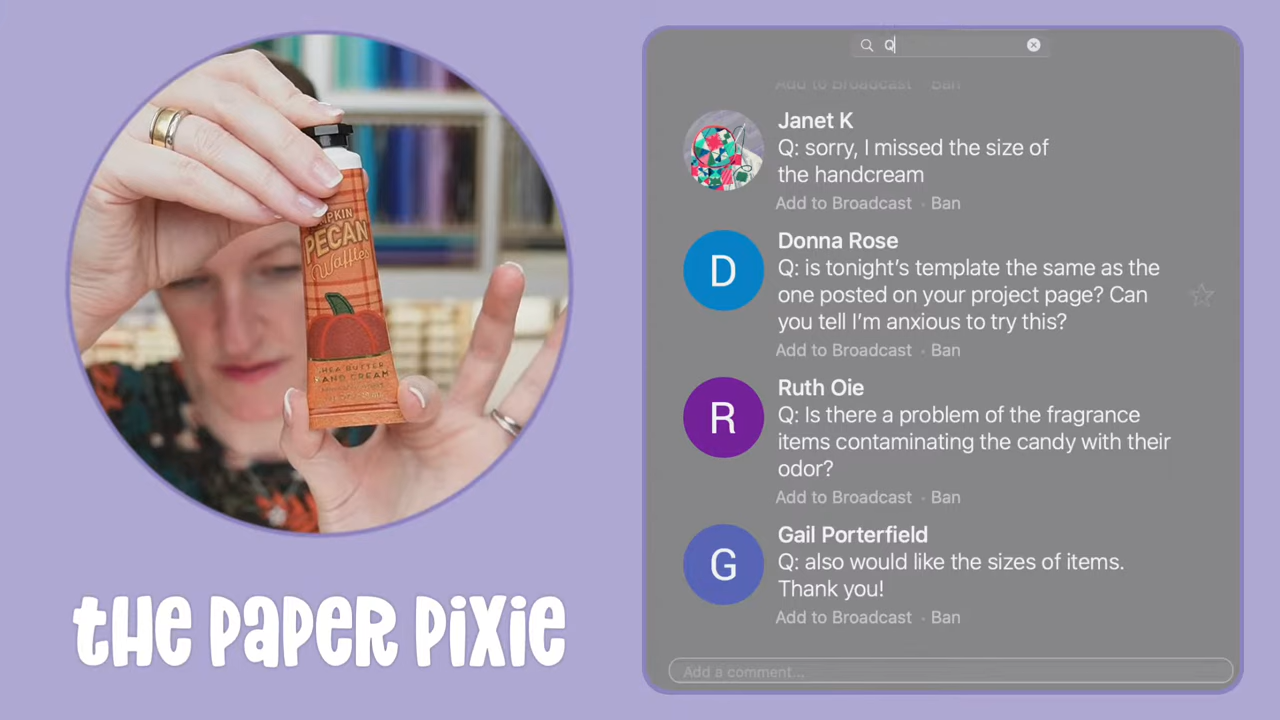 PECAN
Waffles
SHEA BUTTER
HAND CREAM
the paper pixie
Q
Add to Broadcast · Ban
Janet K
Q: sorry, I missed the size of
the handcream
Add to Broadcast · Ban
D
Donna Rose
Q: is tonight’s template the same as the
one posted on your project page? Can
you tell I’m anxious to try this?
Add to Broadcast · Ban
R
Ruth Oie
Q: Is there a problem of the fragrance
items contaminating the candy with their
odor?
Add to Broadcast · Ban
G
Gail Porterfield
Q: also would like the sizes of items.
Thank you!
Add to Broadcast · Ban
Add a comment...